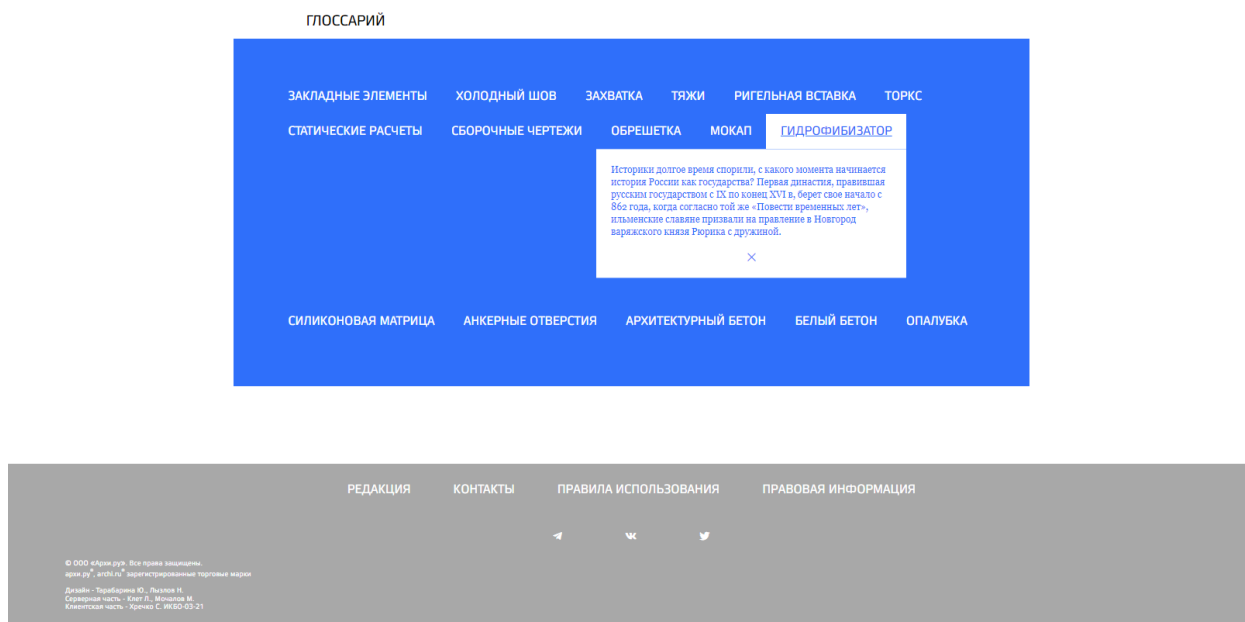 ГЛОССАРИЙ
ЗАКЛАДНЫЕ ЭЛЕМЕНТЫ ХОЛОДНЫЙ ШОВ ЗАХВАТКА ТЯЖИ РИГЕЛЬНАЯ ВСТАВКА ТОРКС
СТАТИЧЕСКИЕ РАСЧЕТЫ СБОРОЧНЫЕ ЧЕРТЕЖИ ОБРЕШЕТКА МОКАП ГИДРОФИБИЗАТОР
Историки долгое время спорили, с какого момента начинается
история России как государства? Первая династия, правившая
русским государством с IX по конец XVI в, берет свое начало с
862 года, когда согласно той же «Повести временных лет»,
ильменские славяне призвали на правление в Новгород
варяжского князя Рюрика с дружиной.
СИЛИКОНОВАЯ МАТРИЦА АНКЕРНЫЕ ОТВЕРСТИЯ АРХИТЕКТУРНЫЙ БЕТОН БЕЛЫЙ БЕТОН ОПАЛУБКА
РЕДАКЦИЯ КОНТАКТЫ ПРАВИЛА ИСПОЛЬЗОВАНИЯ ПРАВОВАЯ ИНФОРМАЦИЯ
© ООО «Архи.ру». Все права защищены.
архи.ру®, archi.ru® зарегистрированные торговые марки
Дизайн - Тарабарина Ю., Пызлов Н.
Серверная часть - Клет Л., Мочалов М.
Клиентская часть - Хречко С. ИКБО-03-21